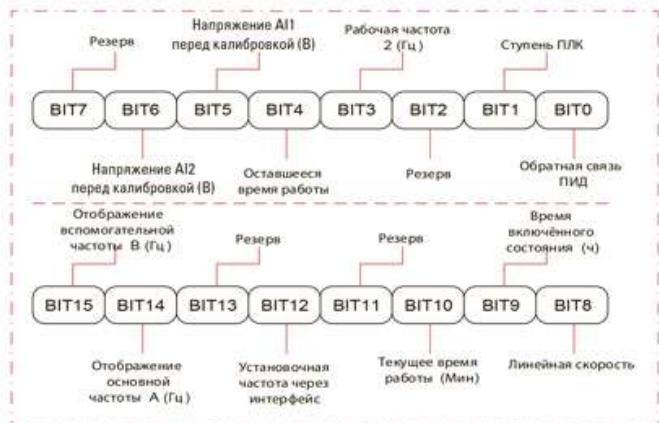 Резерв
Напряжение AI1
перед калибровкой (В)
Рабочая частота
2 (Гц)
Ступень ПЛК
BIT7 BIT6 BIT5 BIT4 BIT3 BIT2 BIT1 BIT0
Напряжение AI2
перед калибровкой (В)
Оставшееся
время работы
Резерв
Обратная связь
ПИД
Отображение
вспомогательной
частоты B (Гц)
Резерв
Резерв
Время
включённого
состояния (ч)
BIT15 BIT14 BIT13 BIT12 BIT11 BIT10 BIT9 BIT8
Отображение
основной
частоты A (Гц)
Установочная
частота через
интерфейс
Текущее время
работы (Мин)
Линейная скорость